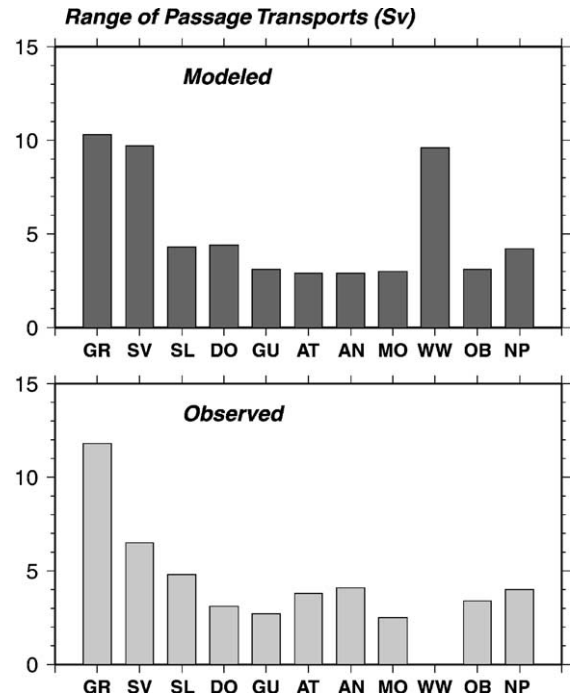 Range of Passage Transports (Sv)
15
Modeled
10
5
0
GR SV SL DO GU AT AN MO WW OB NP
15
Observed
10
5
0
GR SV SL DO GU AT AN MO WW OB NP